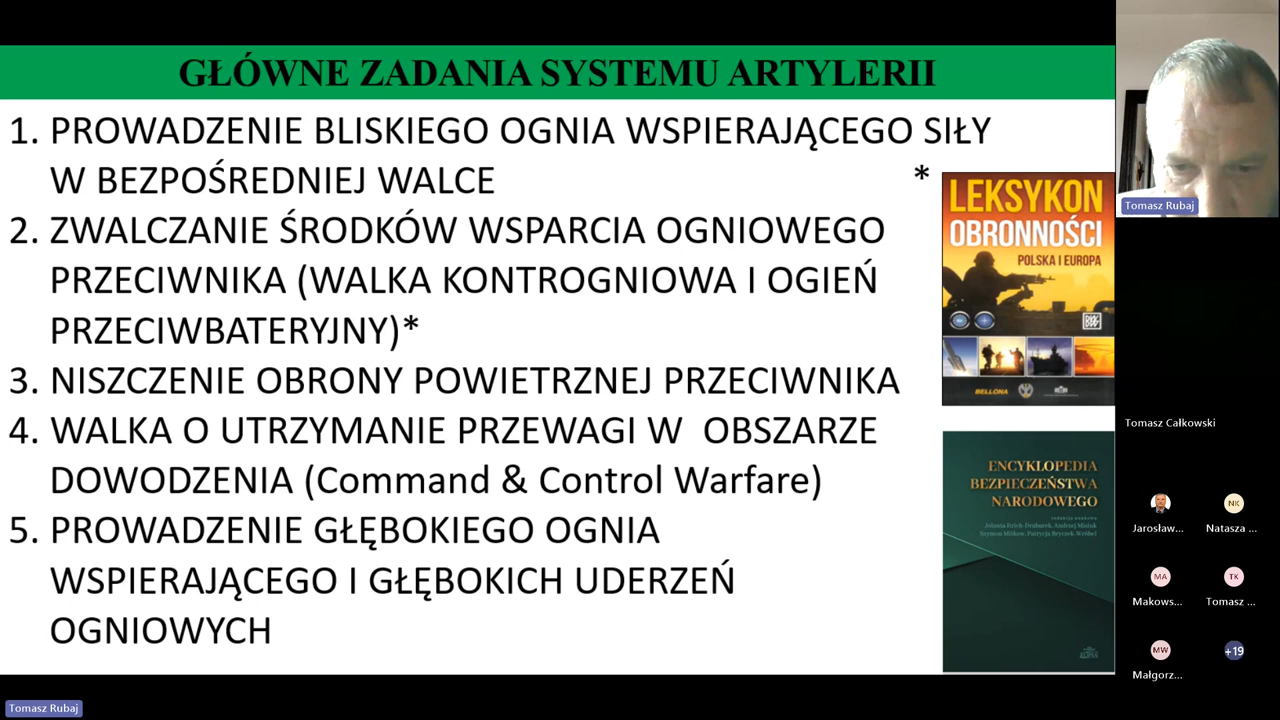 GŁÓWNE ZADANIA SYSTEMU ARTYLERII
1. PROWADZENIE BLISKIEGO OGNIA WSPIERAJĄCEGO SIŁY
W BEZPOŚREDNIEJ WALCE *
2. ZWALCZANIE ŚRODKÓW WSPARCIA OGNIOWEGO
PRZECIWNIKA (WALKA KONTROGNIOWA I OGIEŃ
PRZECIWBATERYJNY)*
3. NISZCZENIE OBRONY POWIETRZNEJ PRZECIWNIKA
4. WALKA O UTRZYMANIE PRZEWAGI W OBSZARZE
DOWODZENIA (Command & Control Warfare)
5. PROWADZENIE GŁĘBOKIEGO OGNIA
WSPIERAJĄCEGO I GŁĘBOKICH UDERZEŃ
OGNIOWYCH
LEKSYKON
OBRONNOŚCI
POLSKA I EUROPA
BELLONA
ENCYKLOPEDIA
BEZPIECZEŃSTWA
NARODOWEGO
Tomasz Rubaj
Tomasz Całkowski
NK
Jarosław...
Natasza ...
MA
TK
Makows...
Tomasz ...
MW
+19
Małgorz...
Tomasz Rubaj